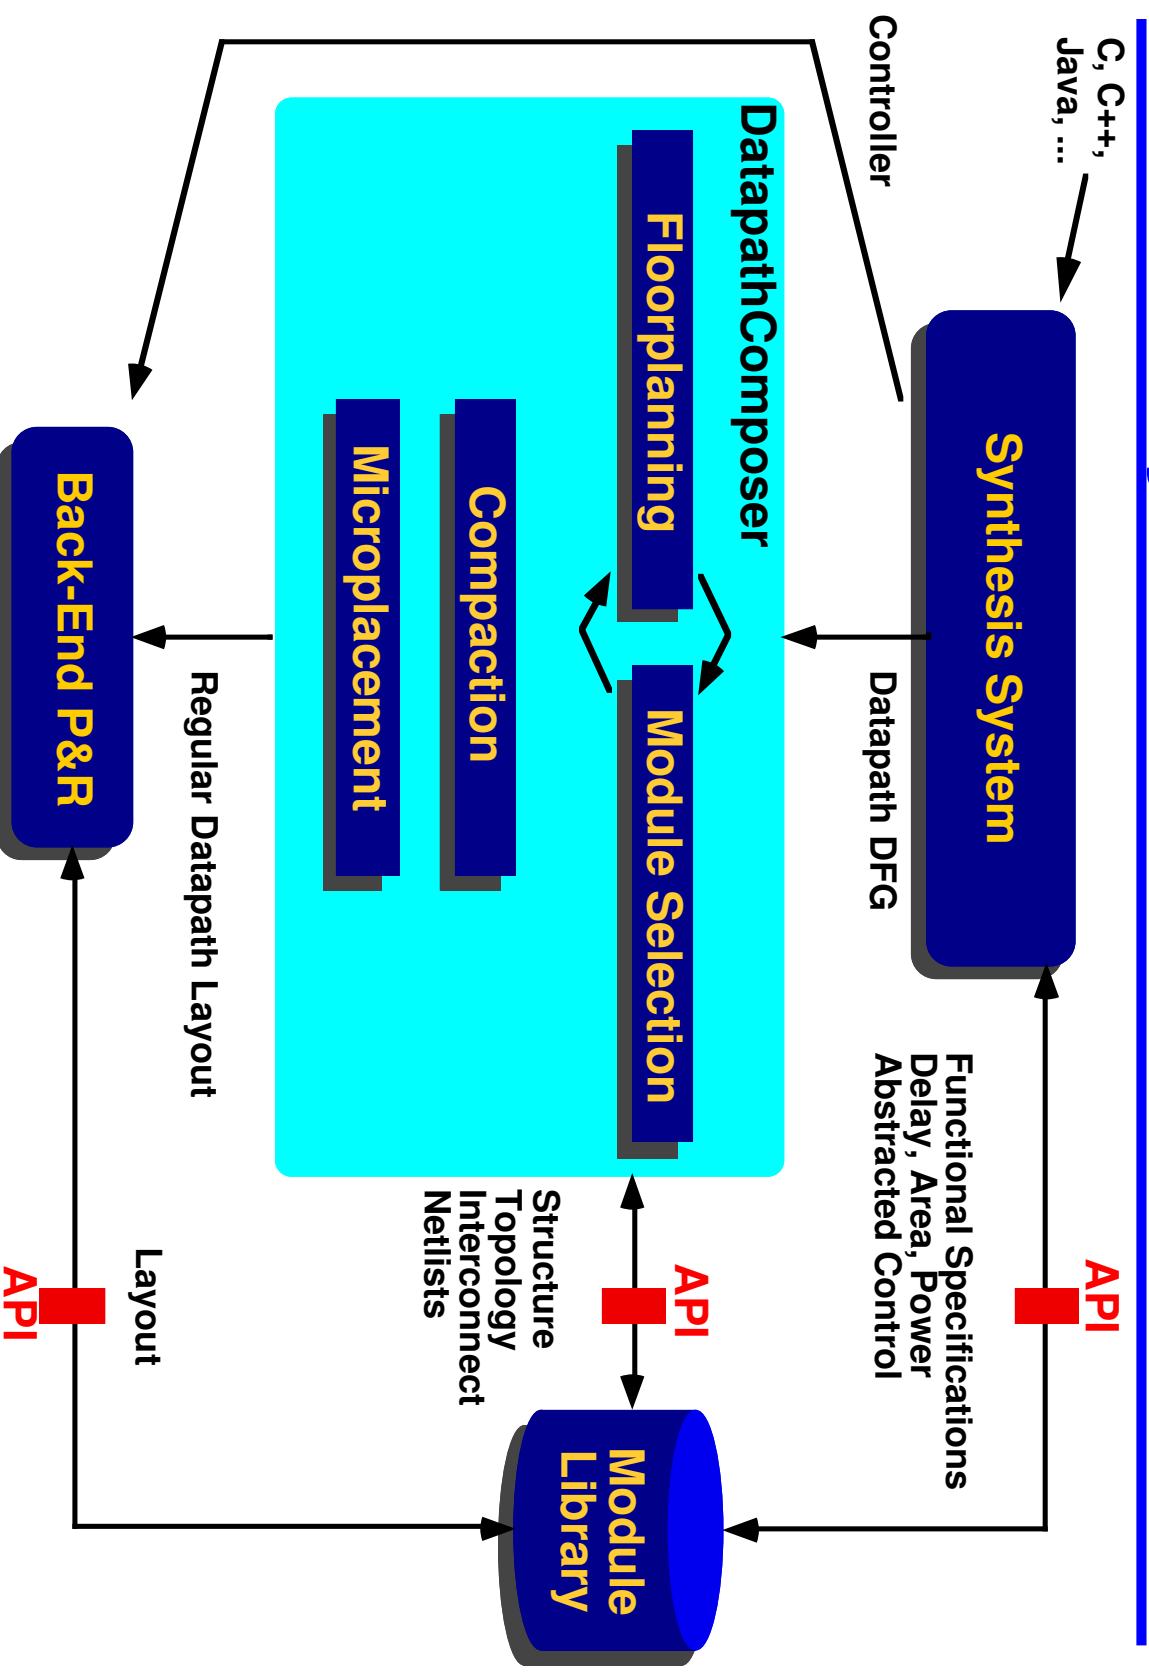 C, C++,
Java, ...
Synthesis System
API
Controller
Datapath DFG
Functional Specifications
Delay, Area, Power
Abstracted Control
DatapathComposer
Floorplanning
Module Selection
API
Module
Library
Compaction
Structure
Topology
Interconnect
Netlists
Microplacement
Regular Datapath Layout
Layout
Back-End P&R
API